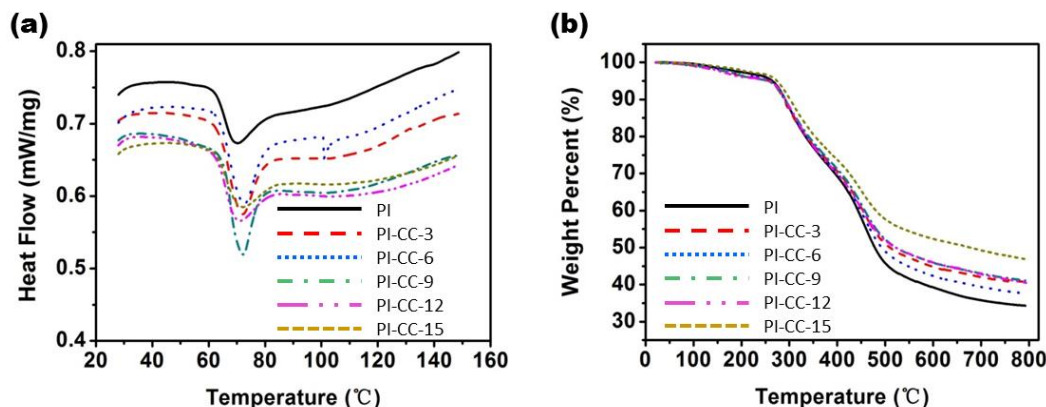 (a)
Heat Flow (mW/mg)
0.8
0.7
0.6
0.5
0.4
20 40 60 80 100 120 140 160
Temperature (℃)
PI
PI-CC-3
PI-CC-6
PI-CC-9
PI-CC-12
PI-CC-15
(b)
Weight Percent (%)
100
90
80
70
60
50
40
30
0 100 200 300 400 500 600 700 800
Temperature (℃)
PI
PI-CC-3
PI-CC-6
PI-CC-9
PI-CC-12
PI-CC-15